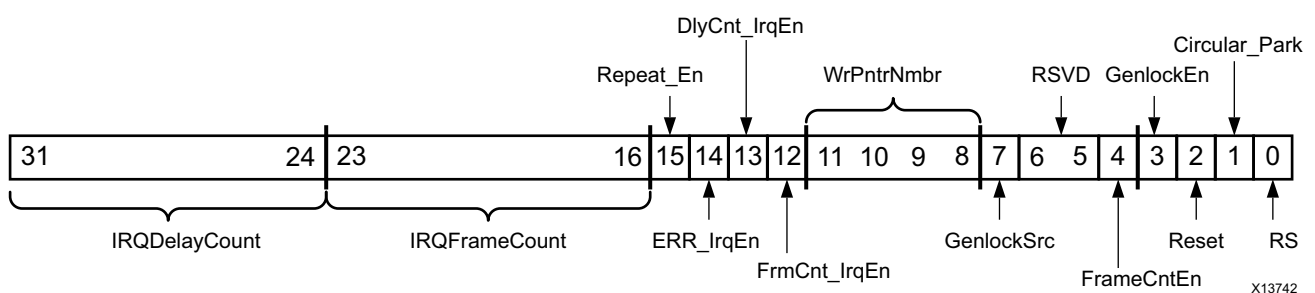 DlyCnt_IrqEn
Circular_Park
Repeat_En WrPntrNmbr RSVD GenlockEn
31 24 23 16 15 14 13 12 11 10 9 8 7 6 5 4 3 2 1 0
IRQDelayCount IRQFrameCount ERR_IrqEn GenlockSrc Reset RS
FrmCnt_IrqEn FrameCntEn
X13742